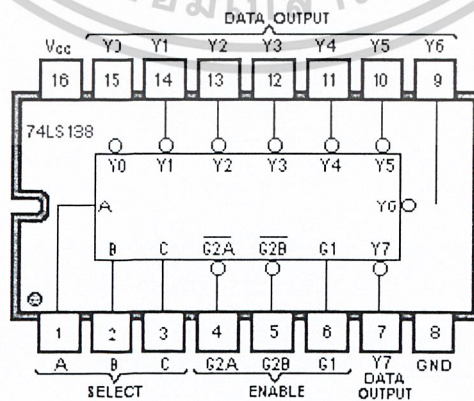 DATA OUTPUT
Vcc Y0 Y1 Y2 Y3 Y4 Y5 Y6
16 15 14 13 12 11 10 9
74LS138
Y0 Y1 Y2 Y3 Y4 Y5
A Y6
B C G2A G2B G1 Y7
1 2 3 4 5 6 7 8
A B C G2A G2B G1 Y7 GND
SELECT ENABLE DATA
OUTPUT